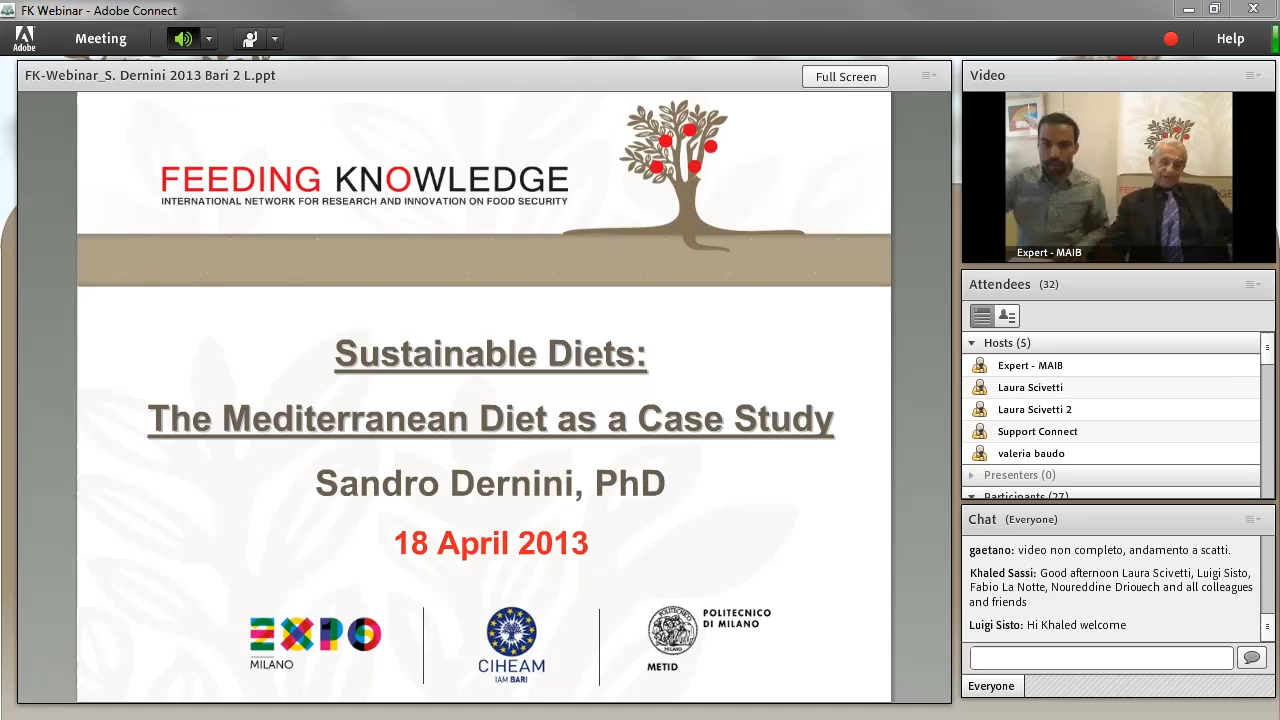 FK Webinar - Adobe Connect
Adobe
Meeting
Help
FK-Webinar_S. Dernini 2013 Bari 2 L.ppt
Full Screen
FEEDING KNOWLEDGE
INTERNATIONAL NETWORK FOR RESEARCH AND INNOVATION ON FOOD SECURITY
Sustainable Diets:
The Mediterranean Diet as a Case Study
Sandro Dernini, PhD
18 April 2013
EXPO
MILANO
CIHEAM
IAM BARI
POLITECNICO
MILANO
METID
POLITECNICO
DI MILANO
Video
Expert - MAIB
Attendees (32)
Hosts (5)
Expert - MAIB
Laura Scivetti
Laura Scivetti 2
Support Connect
valeria baudo
Presenters (0)
Participants (27)
Chat (Everyone)
gaetano: video non completo, andamento a scatti.
Khaled Sassi: Good afternoon Laura Scivetti, Luigi Sisto,
Fabio La Notte, Noureddine Driouech and all colleagues
and friends
Luigi Sisto: Hi Khaled welcome
Everyone